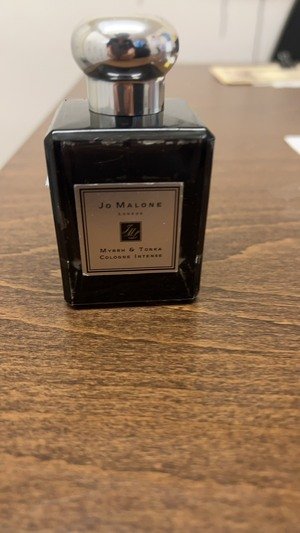 JO MALONE
LONDON
MYRRH & TONKA
COLOGNE INTENSE